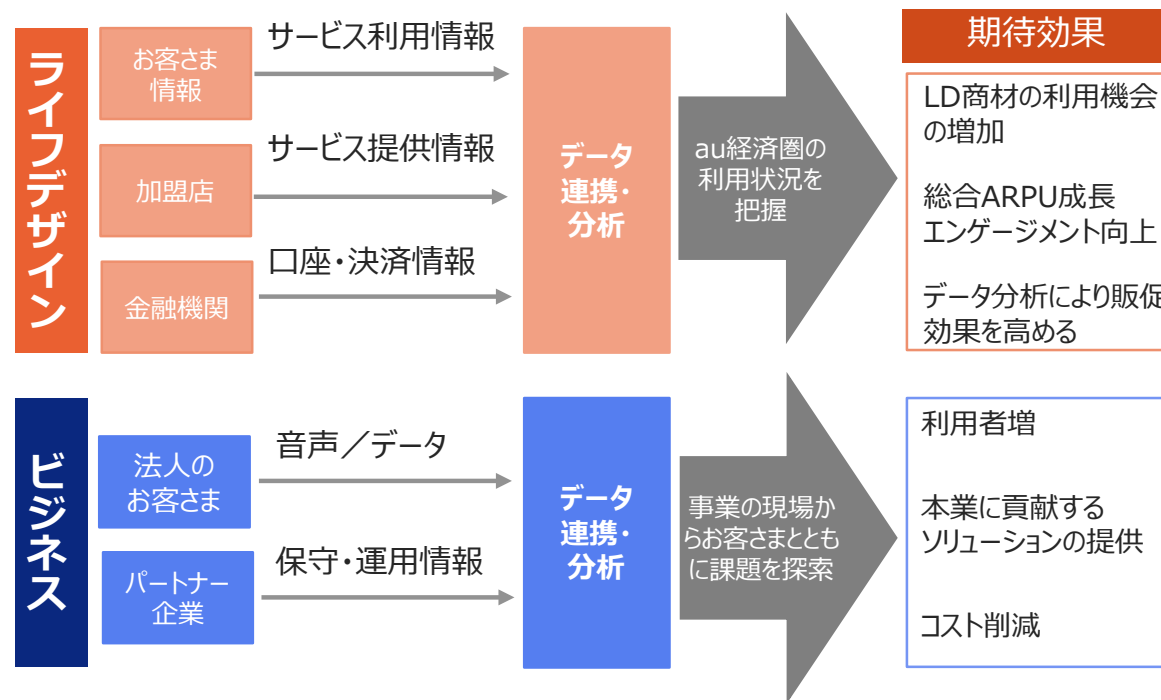 ライフデザイン
お客さま
情報
サービス利用情報
加盟店
サービス提供情報
金融機関
口座・決済情報
データ
連携・
分析
au経済圏の
利用状況を
把握
期待効果
LD商材の利用機会
の増加
総合ARPU成長
エンゲージメント向上
データ分析により販促
効果を高める
ビジネス
法人の
お客さま
音声／データ
パートナー
企業
保守・運用情報
データ
連携・
分析
事業の現場か
らお客さまととも
に課題を探索
利用者増
本業に貢献する
ソリューションの提供
コスト削減